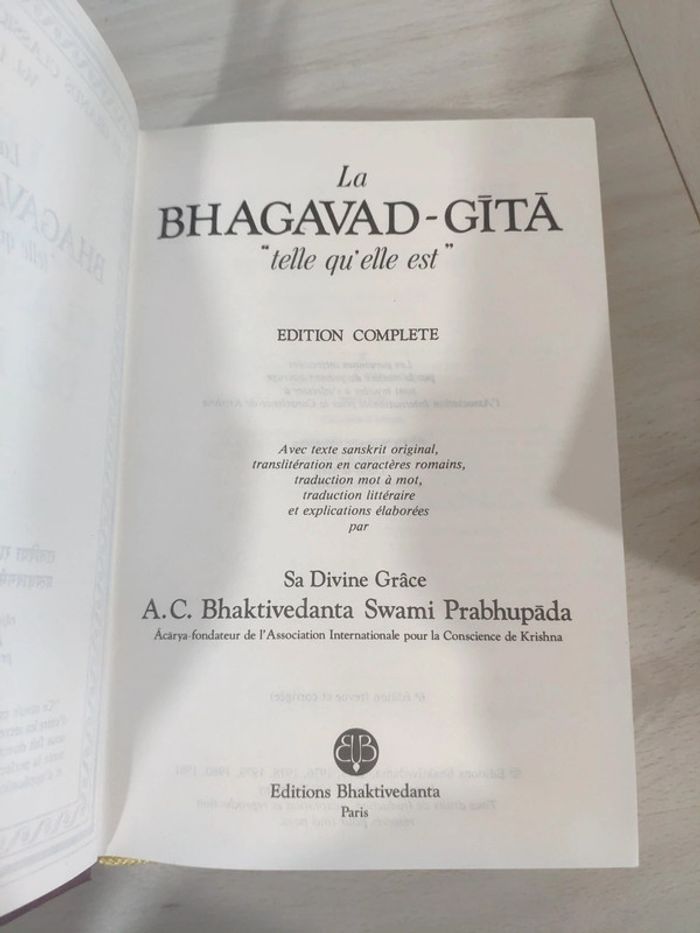 La
BHAGAVAD-GĪTĀ
"telle qu'elle est"
EDITION COMPLETE
Avec texte sanskrit original,
translitération en caractères romains,
traduction mot à mot,
traduction littéraire
et explications élaborées
par
Sa Divine Grâce
A.C. Bhaktivedanta Swami Prabhupāda
Ācārya-fondateur de l'Association Internationale pour la Conscience de Krishna
Editions Bhaktivedanta
Paris